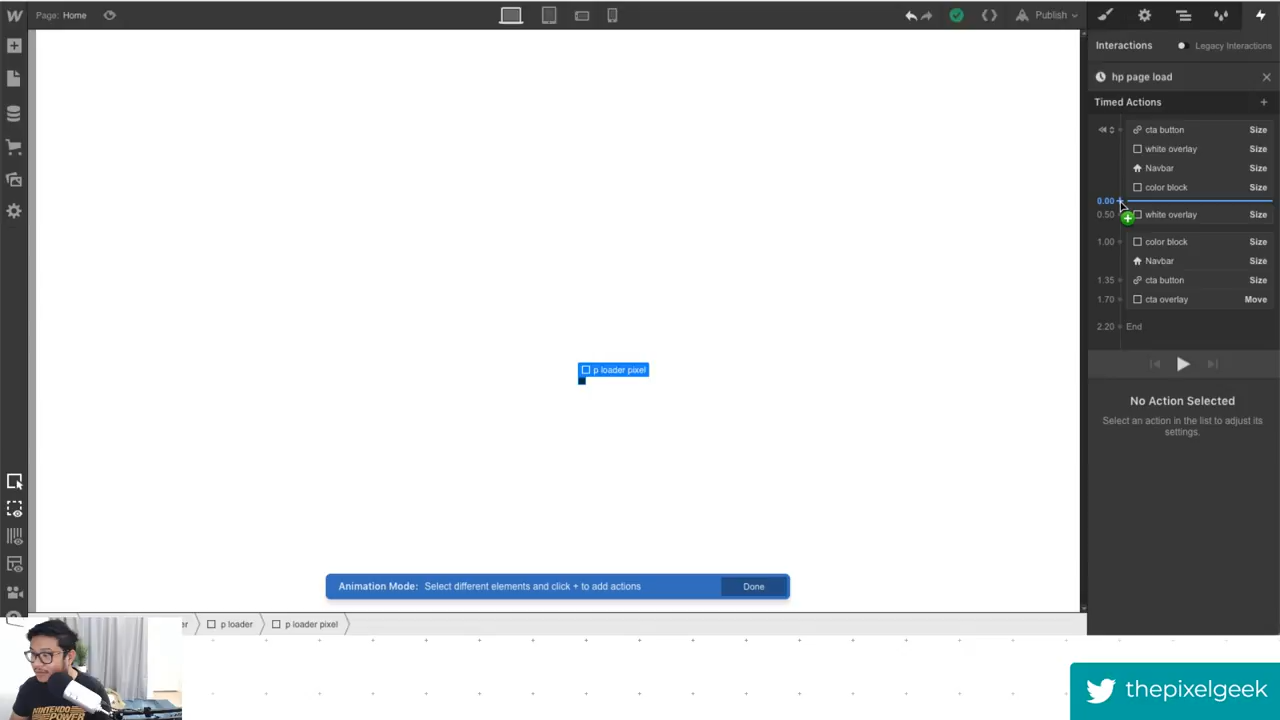 Page: Home
Publish
Interactions
Legacy Interactions
hp page load
Timed Actions
cta button Size
white overlay Size
Navbar Size
color block Size
0.00
0.50 white overlay Size
1.00 color block Size
Navbar Size
1.35 cta button Size
1.70 cta overlay Move
2.20 End
p loader pixel
No Action Selected
Select an action in the list to adjust its
settings.
Animation Mode: Select different elements and click + to add actions Done
er p loader p loader pixel
NINTENDO
POWER
thepixelgeek